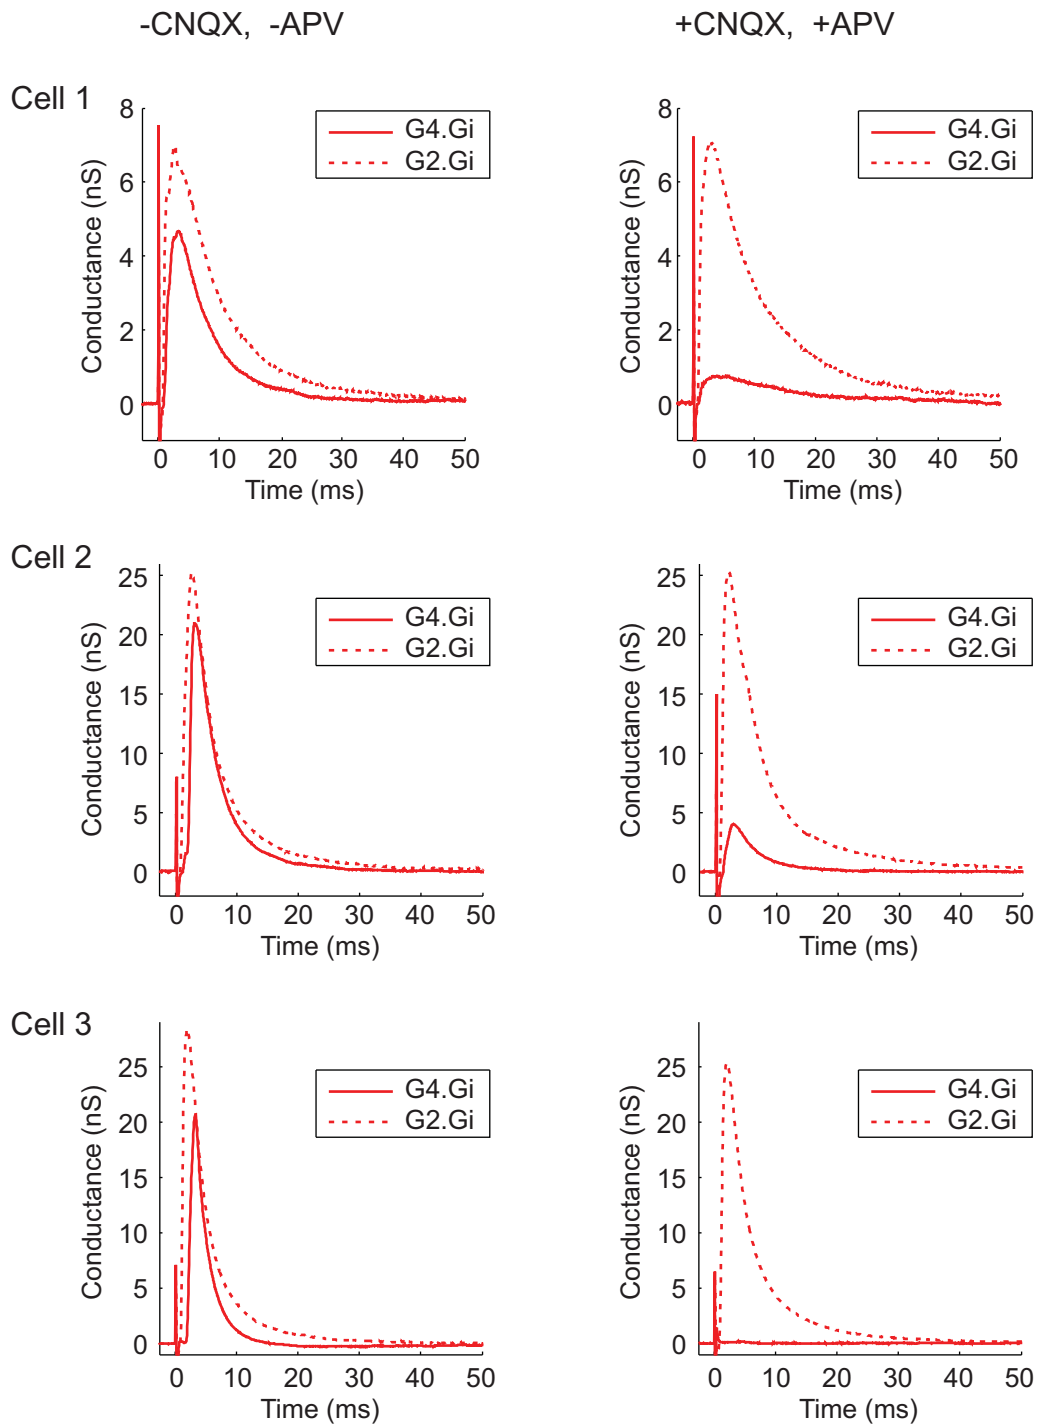 -CNQX, -APV
+CNQX, +APV
Cell 1
8
6
4
2
0
Conductance (nS)
G4.Gi
G2.Gi
0 10 20 30 40 50
Time (ms)
8
6
4
2
0
Conductance (nS)
G4.Gi
G2.Gi
0 10 20 30 40 50
Time (ms)
Cell 2
25
20
15
10
5
0
Conductance (nS)
G4.Gi
G2.Gi
0 10 20 30 40 50
Time (ms)
25
20
15
10
5
0
Conductance (nS)
G4.Gi
G2.Gi
0 10 20 30 40 50
Time (ms)
Cell 3
25
20
15
10
5
0
Conductance (nS)
G4.Gi
G2.Gi
0 10 20 30 40 50
Time (ms)
25
20
15
10
5
0
Conductance (nS)
G4.Gi
G2.Gi
0 10 20 30 40 50
Time (ms)